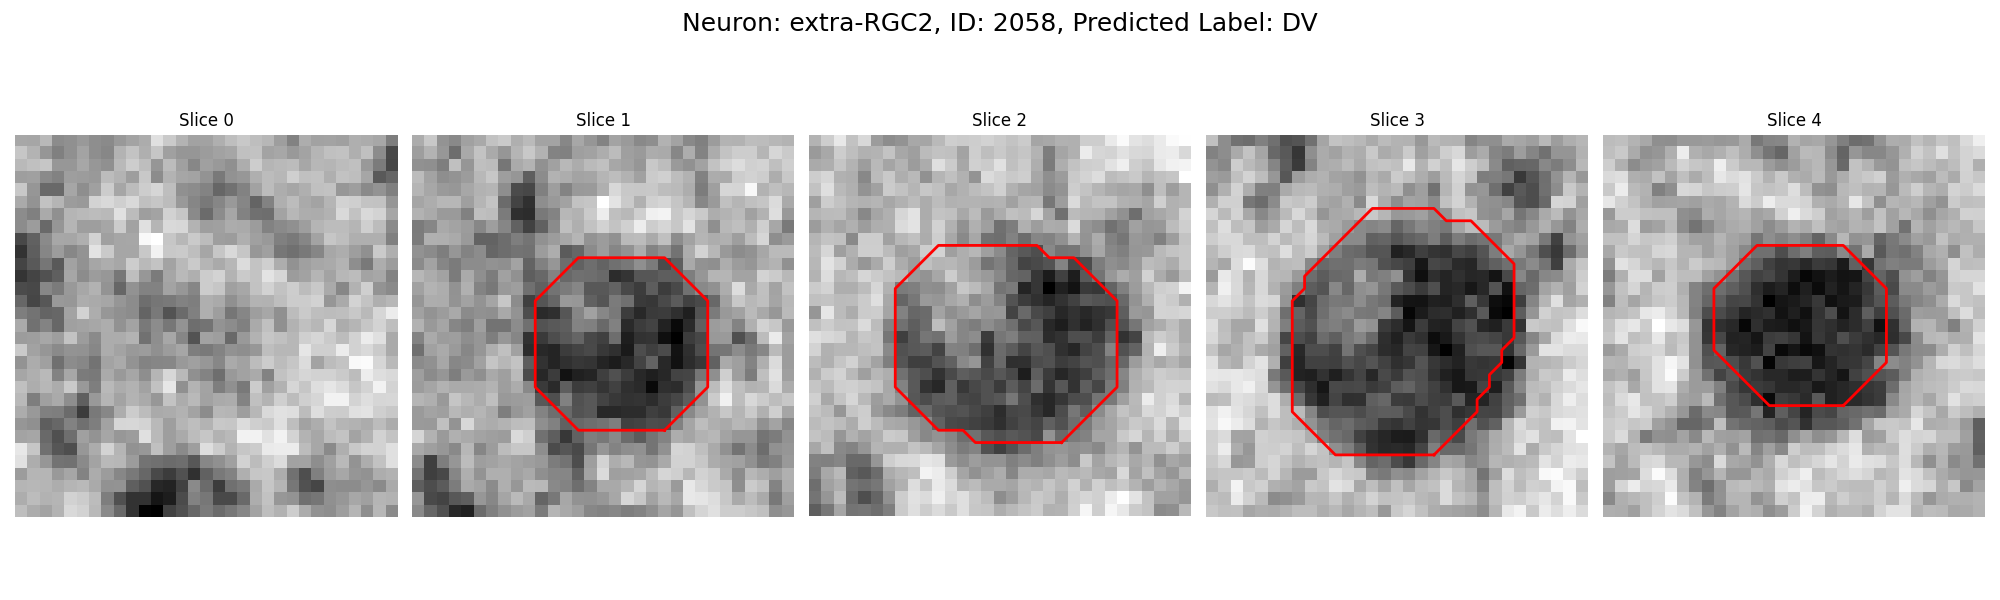 Neuron: extra-RGC2, ID: 2058, Predicted Label: DV
Slice 0
Slice 1
Slice 2
Slice 3
Slice 4